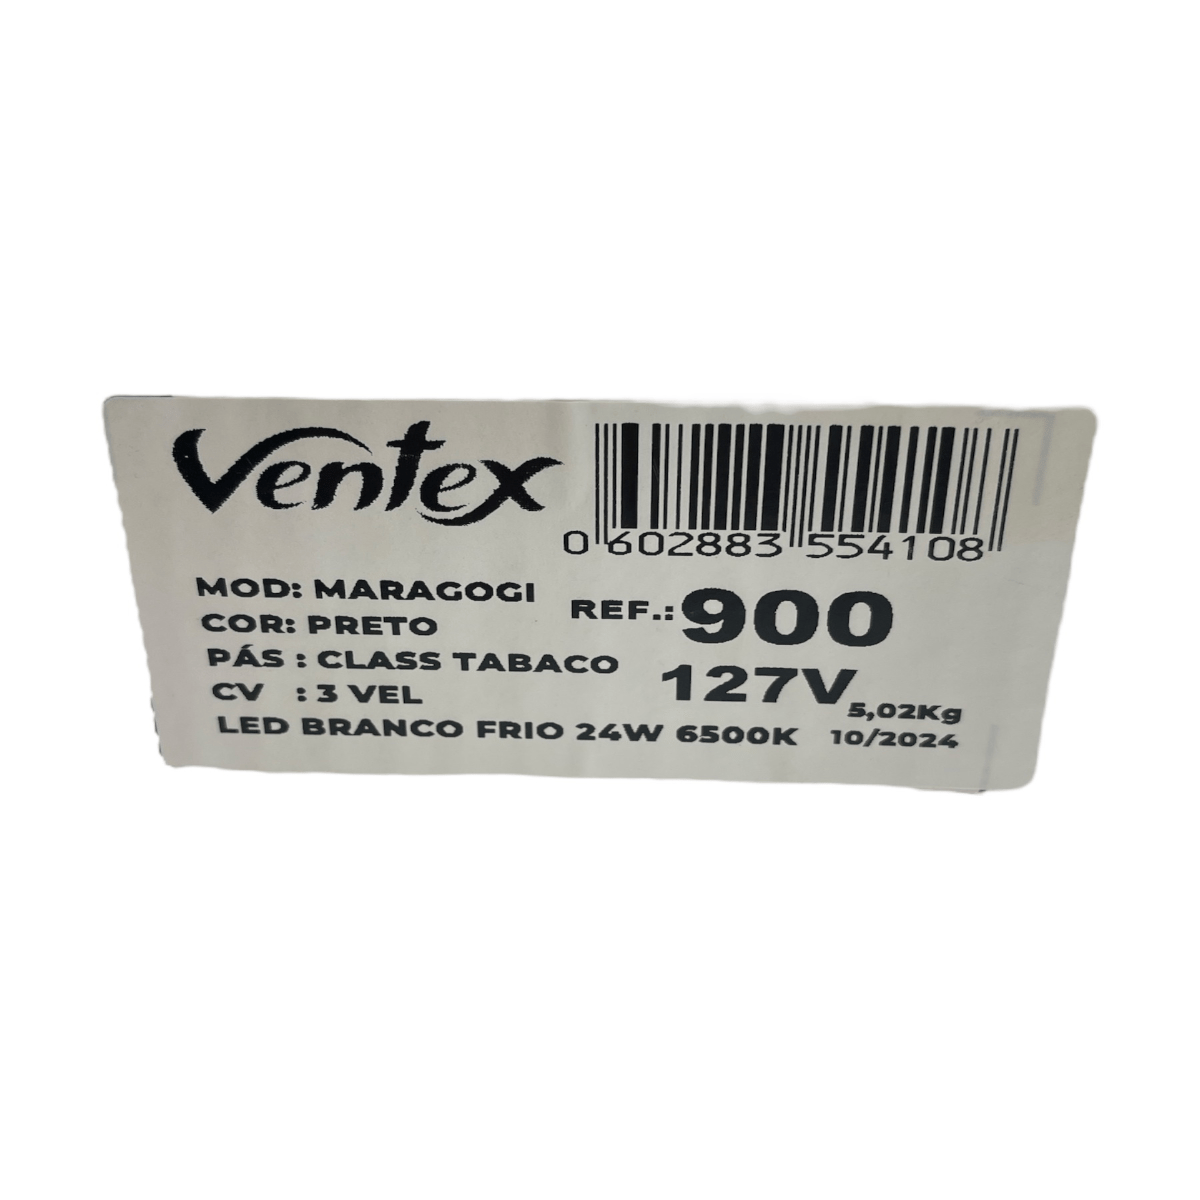 Ventex
0 602883 554108
MOD: MARAGOGI
COR: PRETO
PÁS : CLASS TABACO
CV : 3 VEL
LED BRANCO FRIO 24W 6500K
REF.: 900
127V
5,02Kg
10/2024